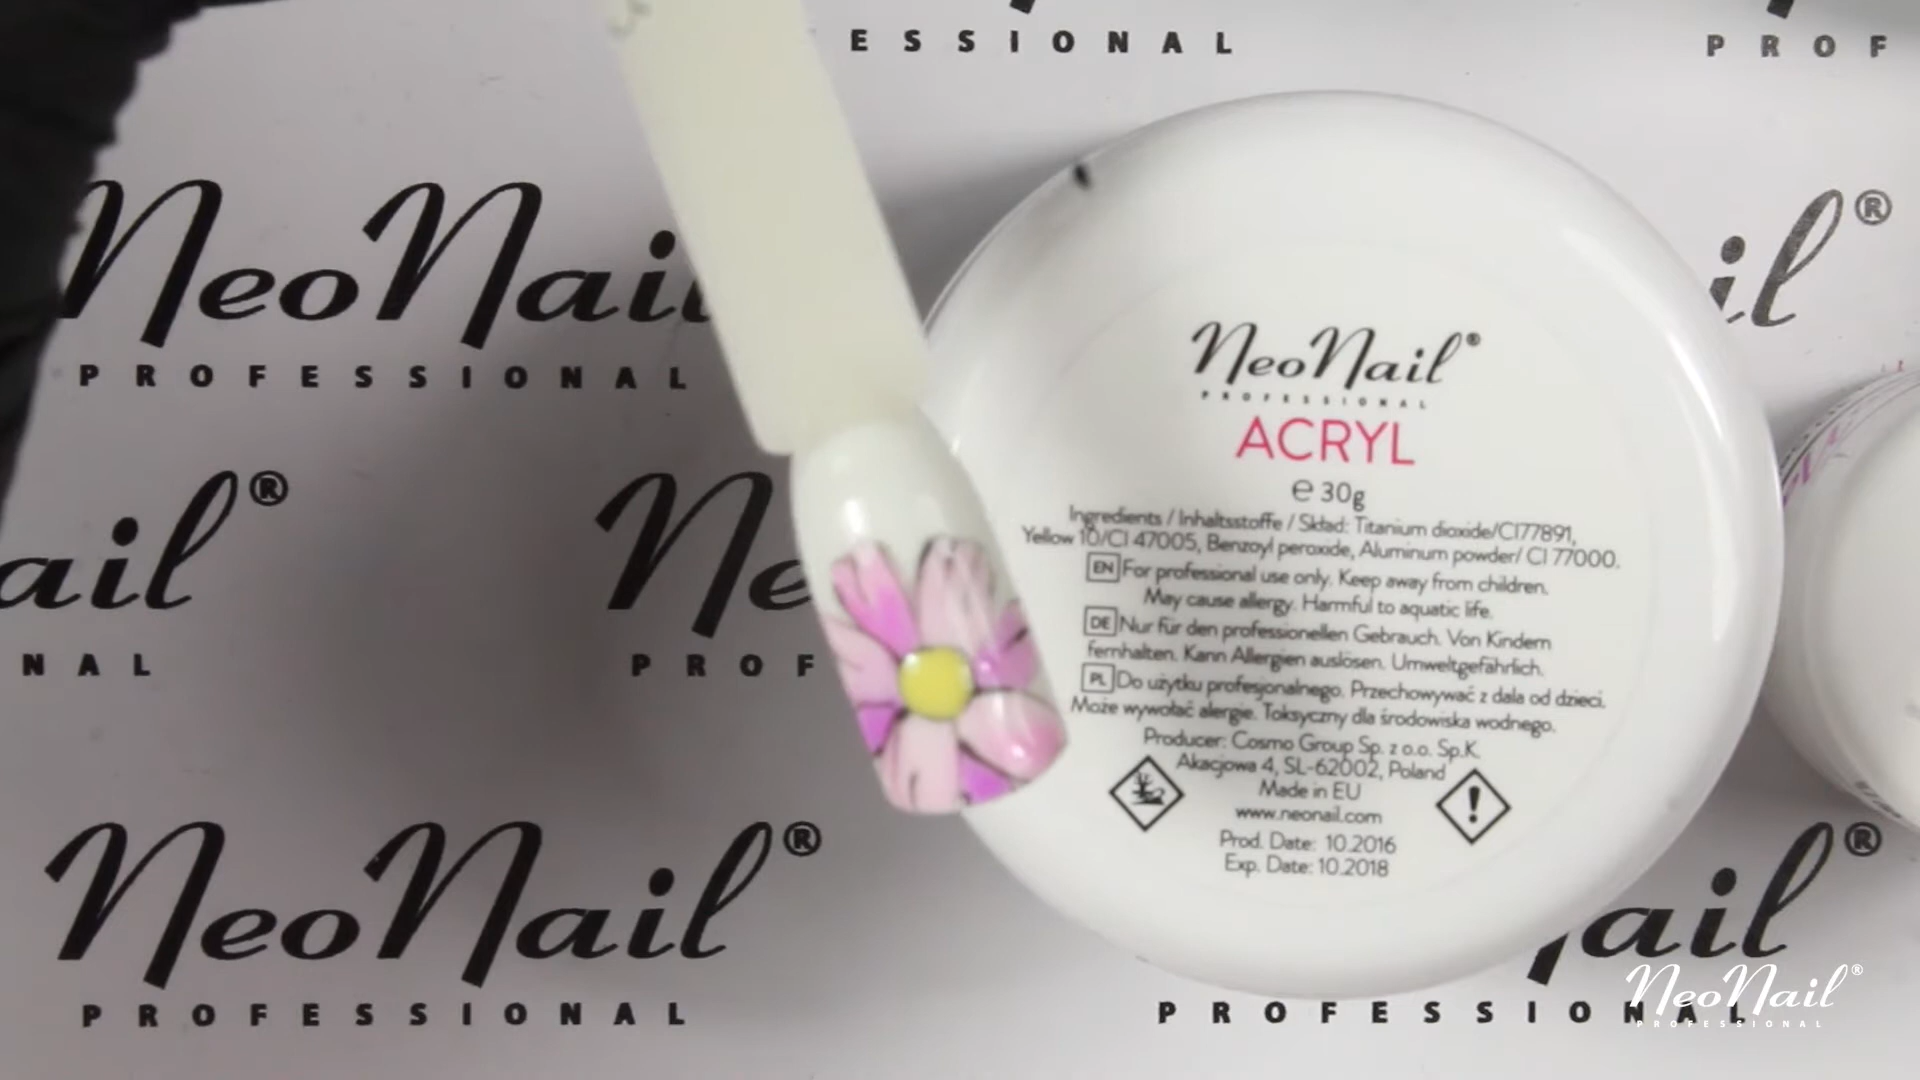 ESSIONAL
PROF
NeoNail
PROFESSIONAL
il®
NeoNail®
PROFESSIONAL
ACRYL
℮ 30g
Ingredients / Inhaltsstoffe / Skład: Titanium dioxide/CI77891,
Yellow 10/CI 47005, Benzoyl peroxide, Aluminum powder/ CI 77000.
EN For professional use only. Keep away from children.
May cause allergy. Harmful to aquatic life.
DE Nur für den professionellen Gebrauch. Von Kindern
fernhalten. Kann Allergien auslösen. Umweltgefährlich.
PL Do użytku profesjonalnego. Przechowywać z dala od dzieci.
Może wywołać alergie. Toksyczny dla środowiska wodnego.
Producer: Cosmo Group Sp. z o.o. Sp.K.
Akacjowa 4, SL-62002, Poland
Made in EU
www.neonail.com
Prod. Date: 10.2016
Exp. Date: 10.2018
ail®
NAL
Ne
PROF
NeoNail®
PROFESSIONAL
ail®
PROFESSIONAL
NeoNail®
PROFESSIONAL